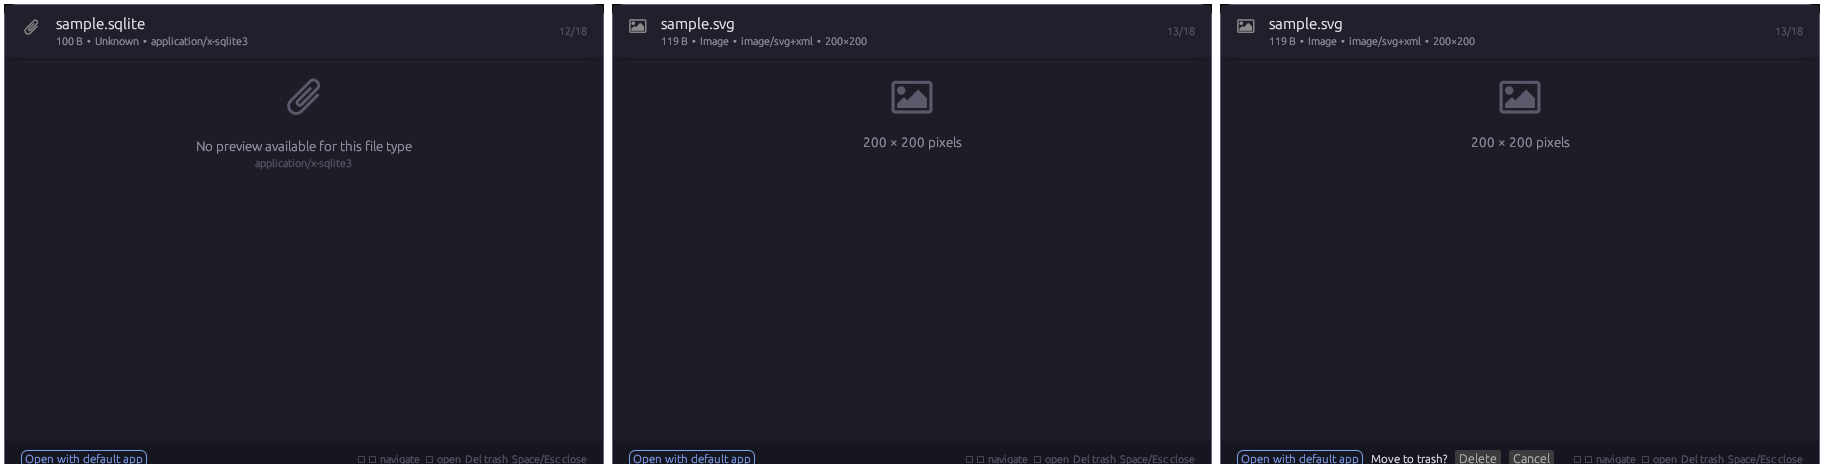 sample.sqlite
100 B • Unknown • application/x-sqlite3
12/18
No preview available for this file type
application/x-sqlite3
Open with default app
□ □ navigate □ open Del trash Space/Esc close
sample.svg
119 B • Image • image/svg+xml • 200×200
13/18
200 × 200 pixels
Open with default app
□ □ navigate □ open Del trash Space/Esc close
sample.svg
119 B • Image • image/svg+xml • 200×200
13/18
200 × 200 pixels
Open with default app Move to trash? Delete Cancel
□ □ navigate □ open Del trash Space/Esc close